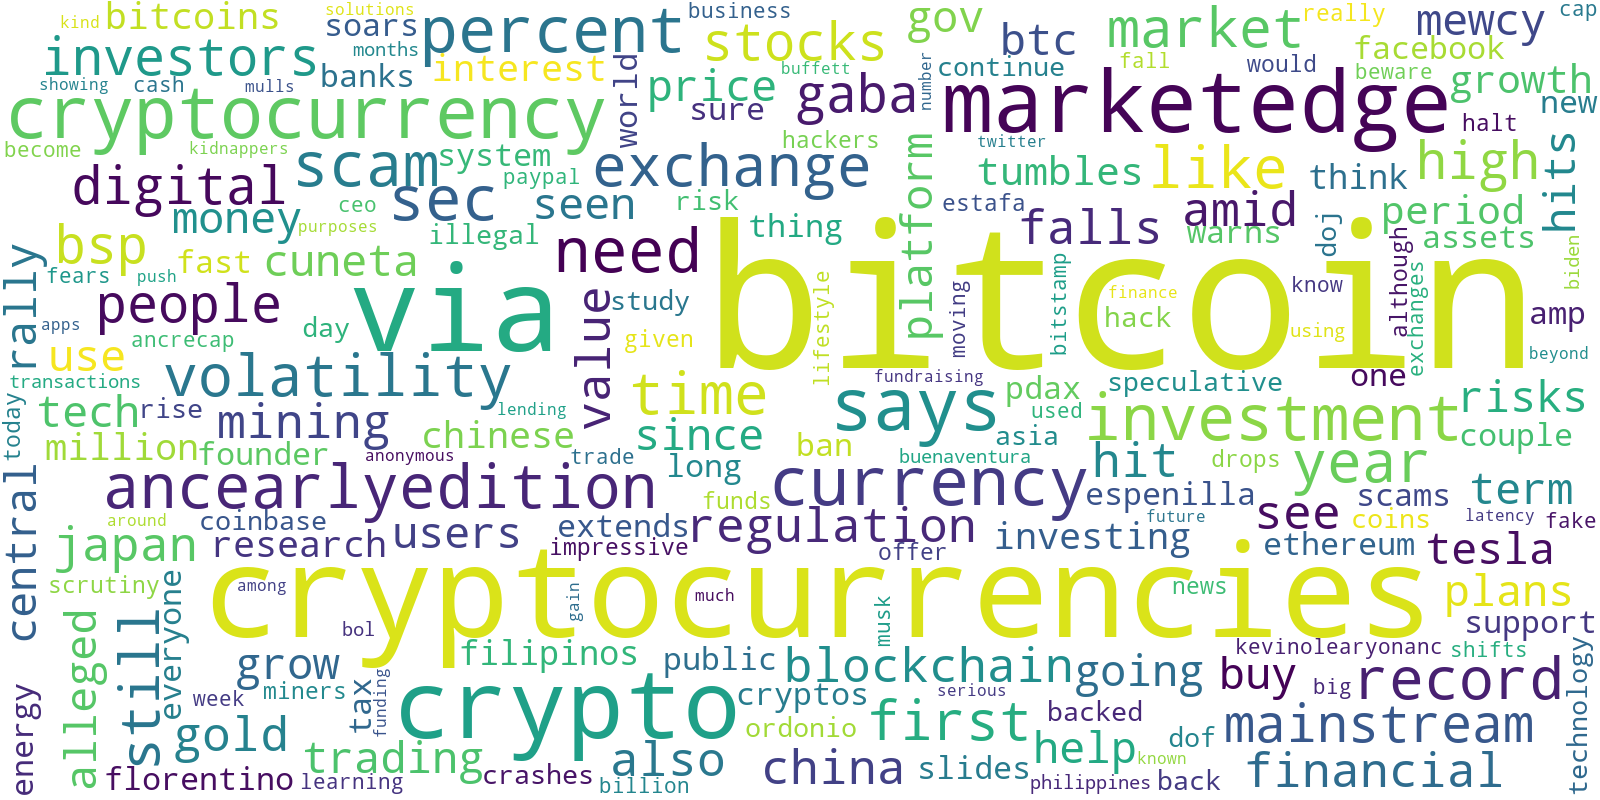 kind
bitcoins
solutions
soars
months
percent
business
stocks
gov
btc
market
really
mewcy
cap
investors
showing
cash
mulls
banks
interest
world
price
buffett
sure
gaba
number
continue
fall
would
facebook
beware
growth
new
cryptocurrency
marketedge
halt
become
kidnappers
scam
system
paypal
exchange
hackers
platform
twitter
tumbles
like
think
high
hits
digital
sec
seen
risk
estafa
falls
amid
doj
period
money
ceo
purposes
illegal
thing
warns
although
assets
biden
bsp
fast
cuneta
need
bitcoin
fears
push
via
people
value
study
lifestyle
moving
bitstamp
finance
hack
know
exchanges
amp
central
rally
apps
ancrecap
day
given
using
beyond
use
volatility
time
fundraising
pdax
speculative
one
risks
transactions
today
tech
rise
mining
lending
says
used
investment
million
founder
chinese
since
ban
asia
couple
anonymous
trade
long
buenaventura
hit
drops
year
ancearlyedition
funds
currency
espenilla
scams
term
around
coinbase
extends
regulation
future
see
coins
latency
fake
japan
research
users
impressive
offer
investing
ethereum
tesla
scrutiny
everyone
among
cryptocurrencies
gain
much
musk
news
plans
alleged
still
bol
support
filipinos
public
blockchain
going
kevinolearyonanc
shifts
energy
grow
miners
week
tax
funding
crypto
cryptos
serious
buy
big
record
technology
gold
ordonio
first
backed
help
dof
mainstream
known
florentino
trading
learning
crashes
also
billion
china
slides
philippines
back
financial